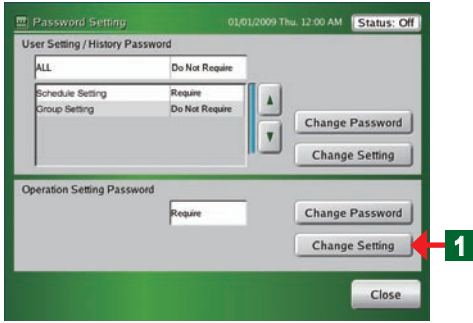 Password Setting 01/01/2009 Thu. 12:00 AM Status: Off
User Setting / History Password
ALL Do Not Require
Schedule Setting Require
Group Setting Do Not Require
Change Password
Change Setting
Operation Setting Password
Require Change Password
Change Setting 1
Close